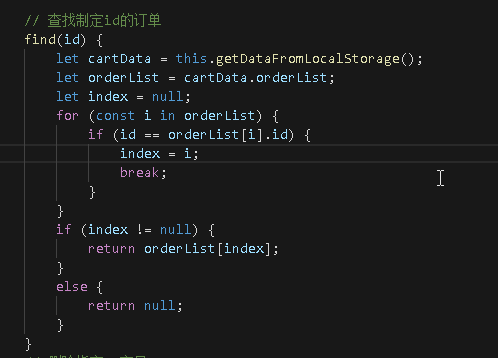 // 查找制定id的订单
find(id) {
let cartData = this.getDataFromLocalStorage();
let orderList = cartData.orderList;
let index = null;
for (const i in orderList) {
if (id == orderList[i].id) {
index = i;
break;
}
}
if (index != null) {
return orderList[index];
}
else {
return null;
}
}